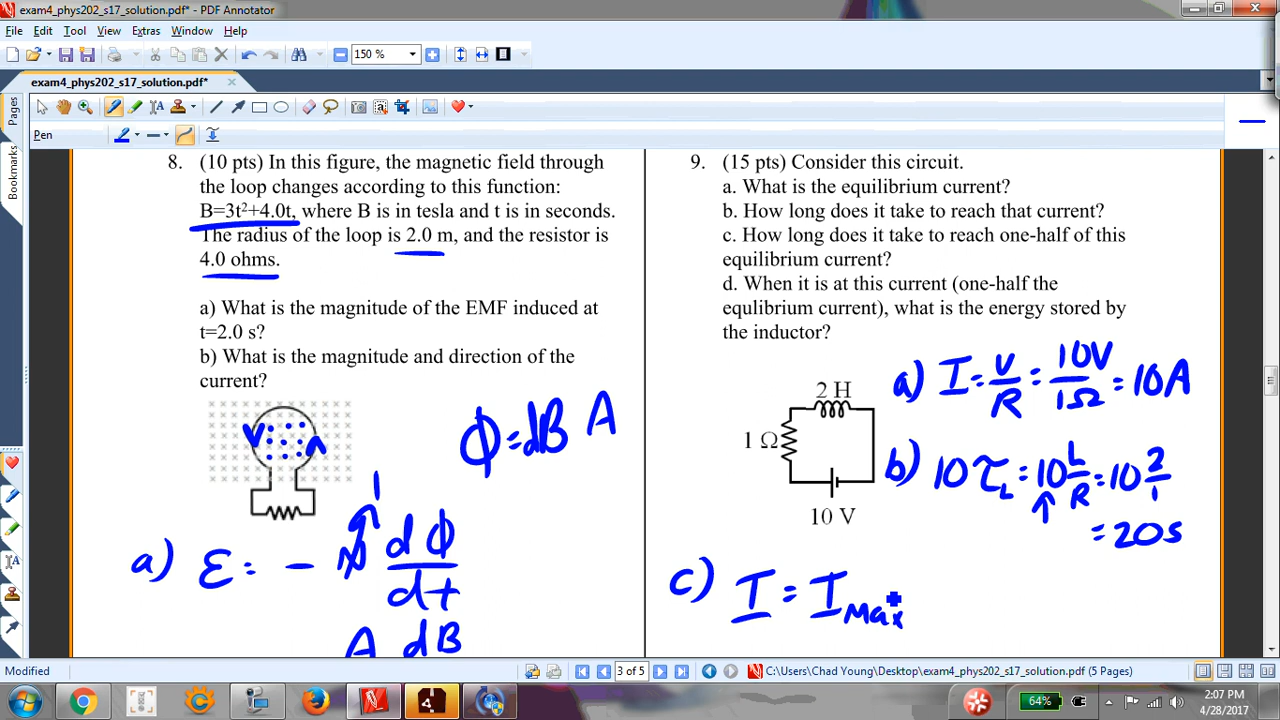 exam4_phys202_s17_solution.pdf* - PDF Annotator
File Edit Tool View Extras Window Help
150 %
exam4_phys202_s17_solution.pdf*
Pen
Pages
Bookmarks
8. (10 pts) In this figure, the magnetic field through
the loop changes according to this function:
B=3t²+4.0t, where B is in tesla and t is in seconds.
The radius of the loop is 2.0 m, and the resistor is
4.0 ohms.
a) What is the magnitude of the EMF induced at
t=2.0 s?
b) What is the magnitude and direction of the
current?
Φ = dB A
1
a) ε = - N dΦ
dt
A dB
9. (15 pts) Consider this circuit.
a. What is the equilibrium current?
b. How long does it take to reach that current?
c. How long does it take to reach one-half of this
equilibrium current?
d. When it is at this current (one-half the
equlibrium current), what is the energy stored by
the inductor?
2 H
1 Ω
10 V
a) I = V/R = 10V/1Ω = 10A
b) 10 τL = 10 L/R = 10 2/1
= 20s
c) I = IMax
Modified
3 of 5
C:\Users\Chad Young\Desktop\exam4_phys202_s17_solution.pdf (5 Pages)
64%
2:07 PM
4/28/2017